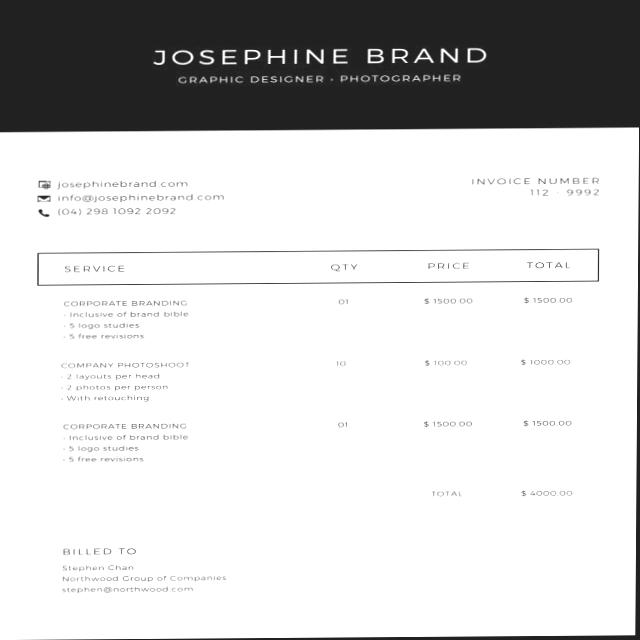 JOSEPHINE BRAND
GRAPHIC DESIGNER · PHOTOGRAPHER
josephinebrand.com
info@josephinebrand.com
(04) 298 1092 2092
INVOICE NUMBER
112 · 9992
SERVICE QTY PRICE TOTAL
CORPORATE BRANDING 01 $ 1500.00 $ 1500.00
· Inclusive of brand bible
· 5 logo studies
· 5 free revisions
COMPANY PHOTOSHOOT 10 $ 100.00 $ 1000.00
· 2 layouts per head
· 2 photos per person
· With retouching
CORPORATE BRANDING 01 $ 1500.00 $ 1500.00
· Inclusive of brand bible
· 5 logo studies
· 5 free revisions
TOTAL $ 4000.00
BILLED TO
Stephen Chan
Northwood Group of Companies
stephen@northwood.com